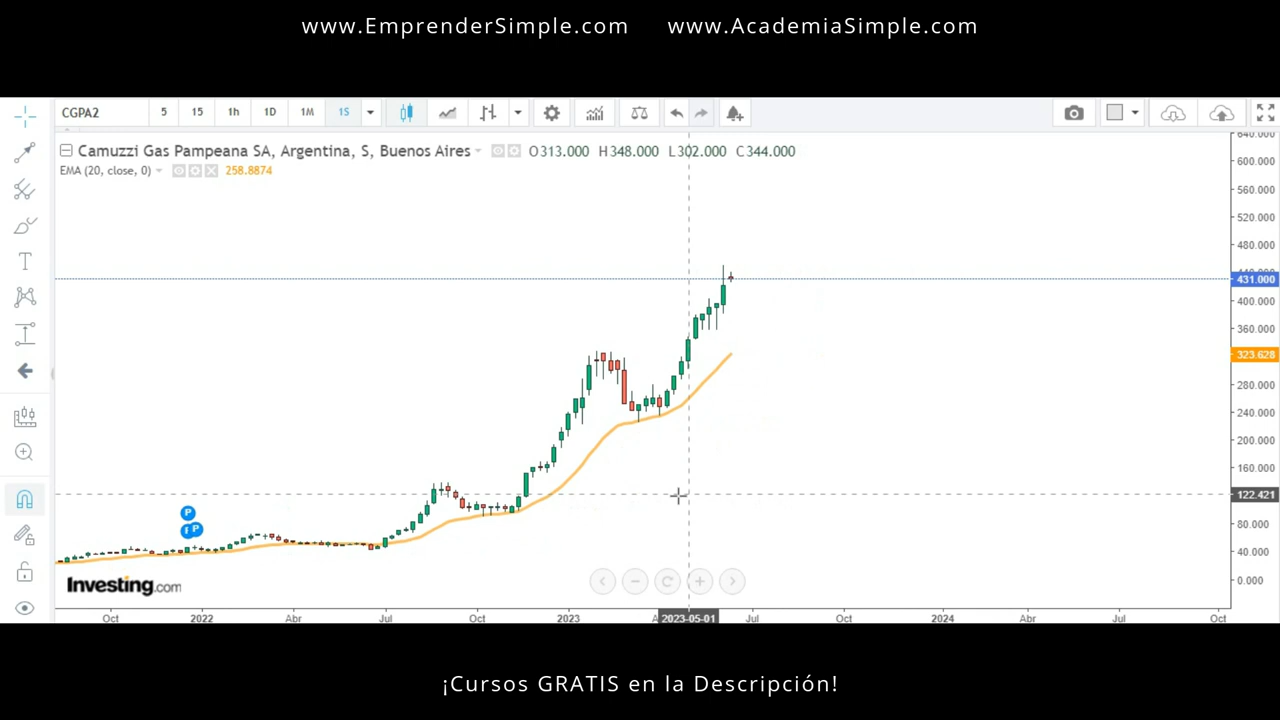 www.EmprenderSimple.com www.AcademiaSimple.com
CGPA2 5 15 1h 1D 1M 1S
Camuzzi Gas Pampeana SA, Argentina, S, Buenos Aires O313.000 H348.000 L302.000 C344.000
EMA (20, close, 0) 258.8874
640.000
600.000
560.000
520.000
480.000
431.000
400.000
360.000
323.628
280.000
240.000
200.000
160.000
122.421
80.000
40.000
0.000
P
P
Investing.com
Oct 2022 Abr Jul Oct 2023 2023-05-01 Jul Oct 2024 Abr Jul Oct
¡Cursos GRATIS en la Descripción!